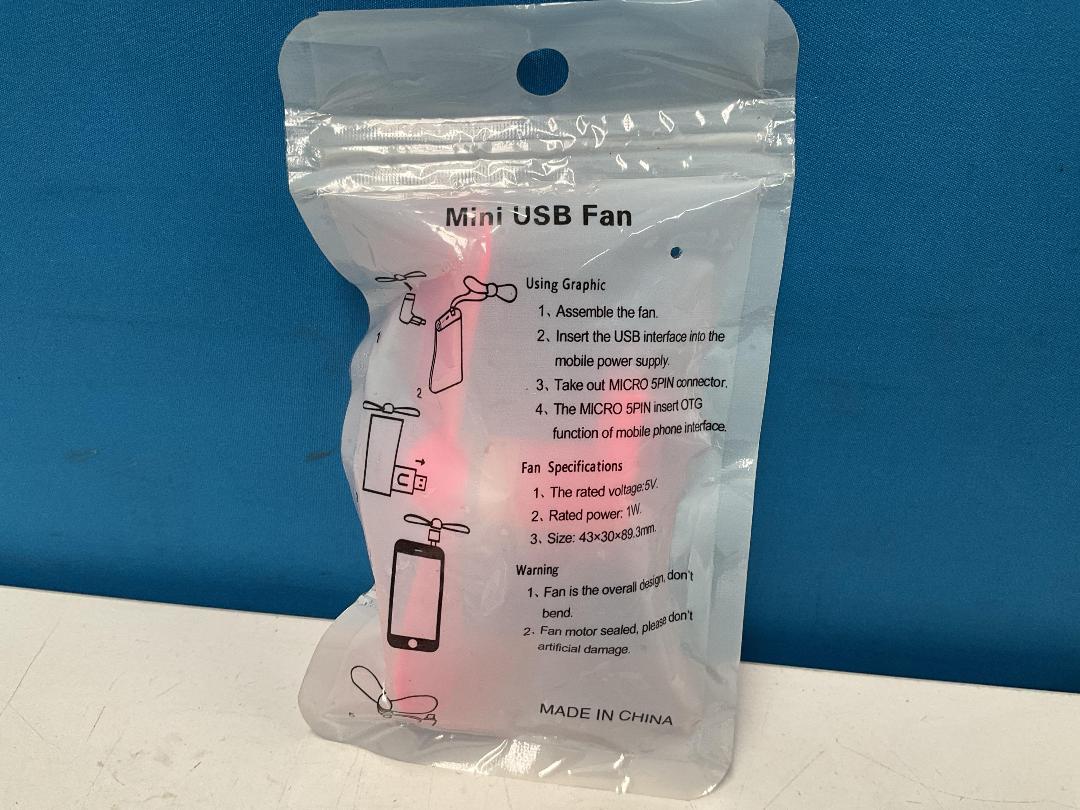 Mini USB Fan
Using Graphic
1、Assemble the fan.
2、Insert the USB interface into the
mobile power supply.
3、Take out MICRO 5PIN connector.
4、The MICRO 5PIN insert OTG
function of mobile phone interface.
1
2
Fan Specifications
1、The rated voltage:5V.
2、Rated power: 1W.
3、Size: 43×30×89.3mm.
Warning
1、Fan is the overall design, don't
bend.
2、Fan motor sealed, please don't
artificial damage.
MADE IN CHINA